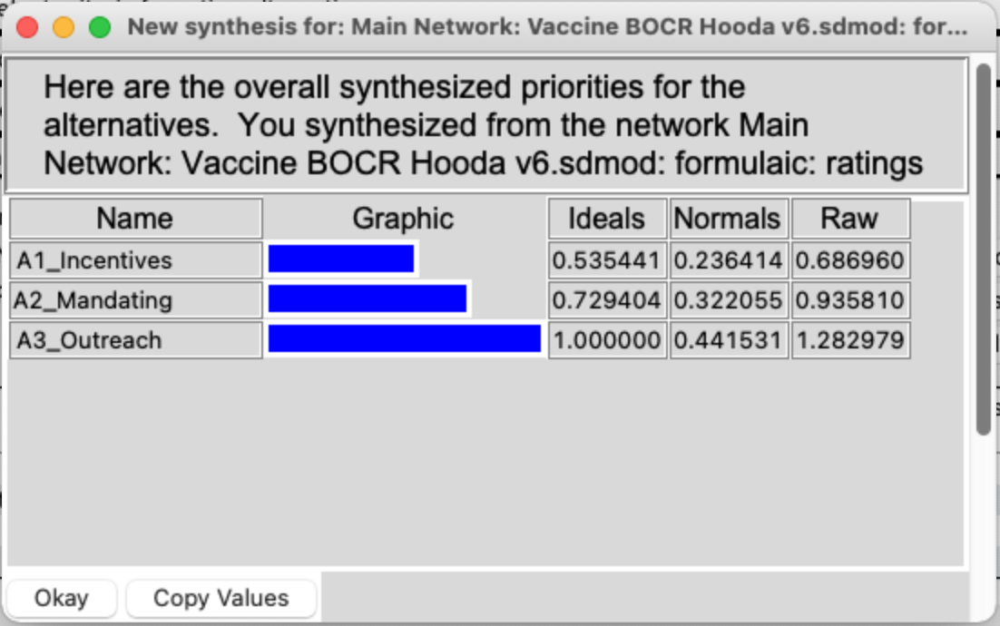 New synthesis for: Main Network: Vaccine BOCR Hooda v6.sdmod: for...
Here are the overall synthesized priorities for the
alternatives. You synthesized from the network Main
Network: Vaccine BOCR Hooda v6.sdmod: formulaic: ratings
Name Graphic Ideals Normals Raw
A1_Incentives 0.535441 0.236414 0.686960
A2_Mandating 0.729404 0.322055 0.935810
A3_Outreach 1.000000 0.441531 1.282979
Okay Copy Values